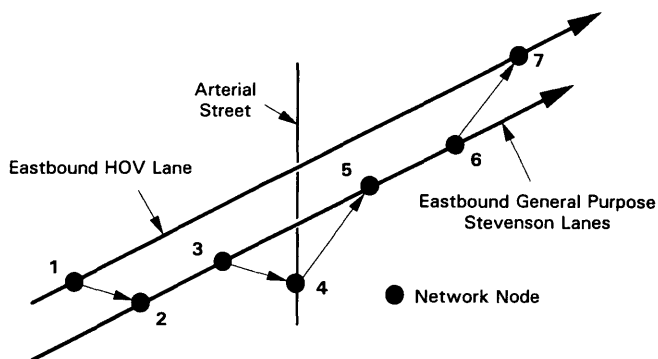 7
Arterial
Street
6
5
Eastbound HOV Lane
Eastbound General Purpose
Stevenson Lanes
3
1
4
Network Node
2